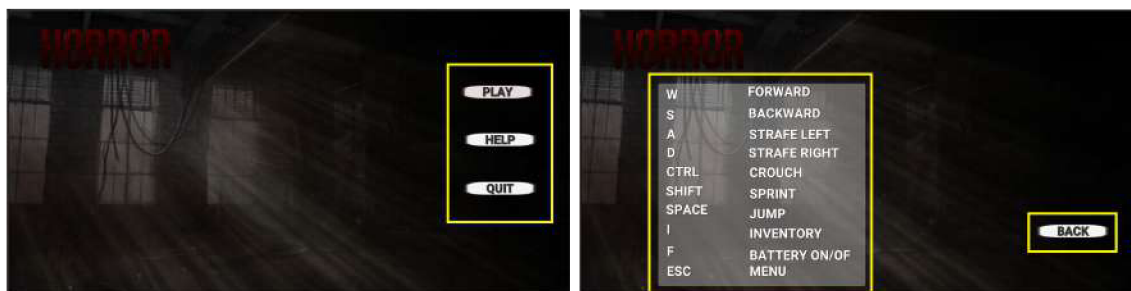 HORROR
PLAY
HELP
QUIT
HORROR
W FORWARD
S BACKWARD
A STRAFE LEFT
D STRAFE RIGHT
CTRL CROUCH
SHIFT SPRINT
SPACE JUMP
I INVENTORY
F BATTERY ON/OF
ESC MENU
BACK